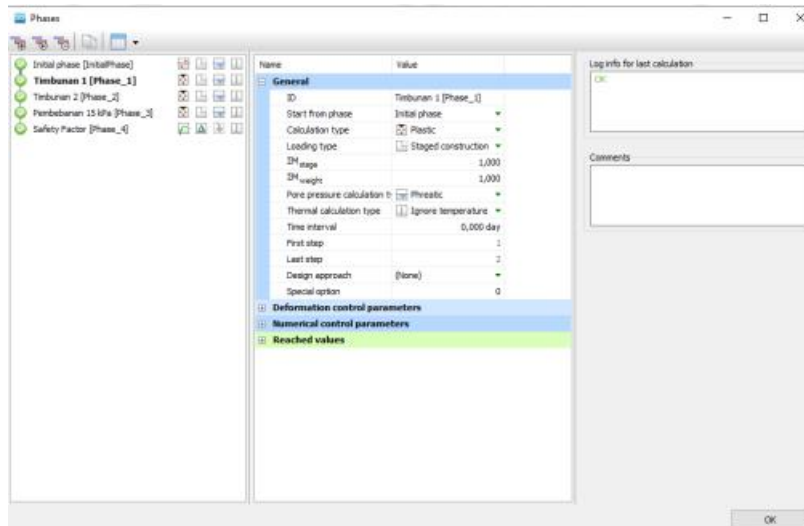 Phases
Initial phase [InitialPhase]
Timbunan 1 [Phase_1]
Timbunan 2 [Phase_2]
Pembebanan 15 kPa [Phase_3]
Safety Factor [Phase_4]
Name Value
General
ID Timbunan 1 [Phase_1]
Start from phase Initial phase
Calculation type Plastic
Loading type Staged construction
ΣM stage 1,000
ΣM weight 1,000
Pore pressure calculation t Phreatic
Thermal calculation type Ignore temperature
Time interval 0,000 day
First step 1
Last step 2
Design approach (None)
Special option 0
Deformation control parameters
Numerical control parameters
Reached values
Log info for last calculation
OK
Comments
OK